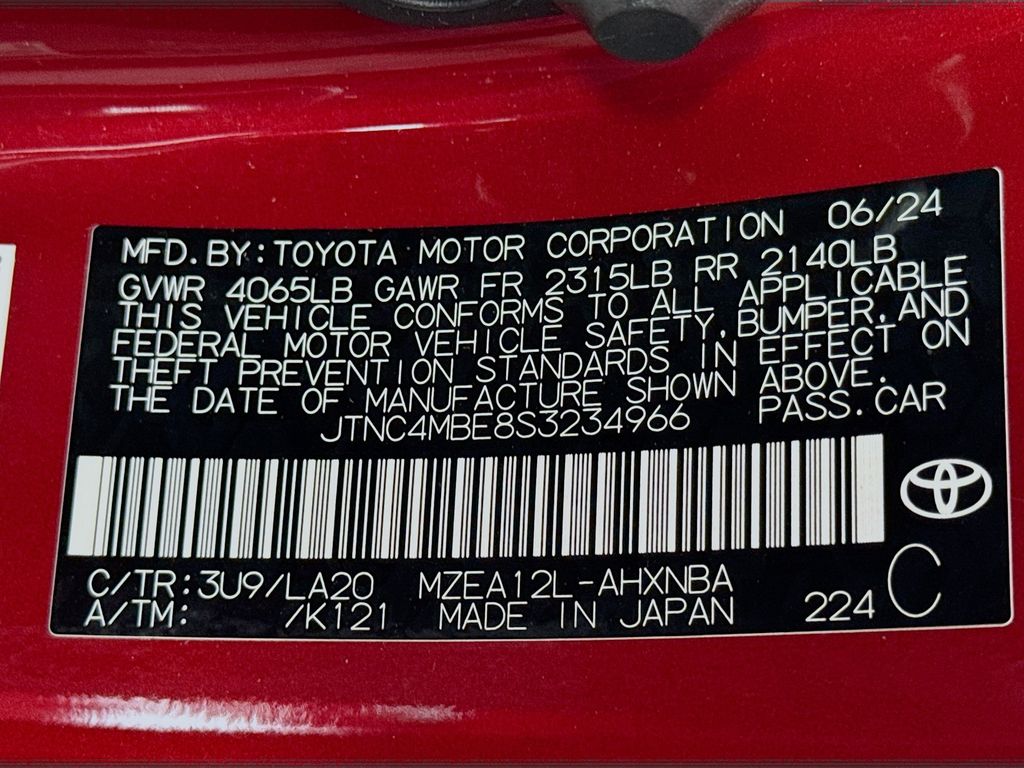 MFD. BY: TOYOTA MOTOR CORPORATION 06/24
GVWR 4065LB GAWR FR 2315LB RR 2140LB
THIS VEHICLE CONFORMS TO ALL APPLICABLE
FEDERAL MOTOR VEHICLE SAFETY, BUMPER, AND
THEFT PREVENTION STANDARDS IN EFFECT ON
THE DATE OF MANUFACTURE SHOWN ABOVE.
JTNC4MBE8S3234966 PASS. CAR
C/TR: 3U9/LA20 MZEA12L-AHXNBA
A/TM: /K121 MADE IN JAPAN 224 C